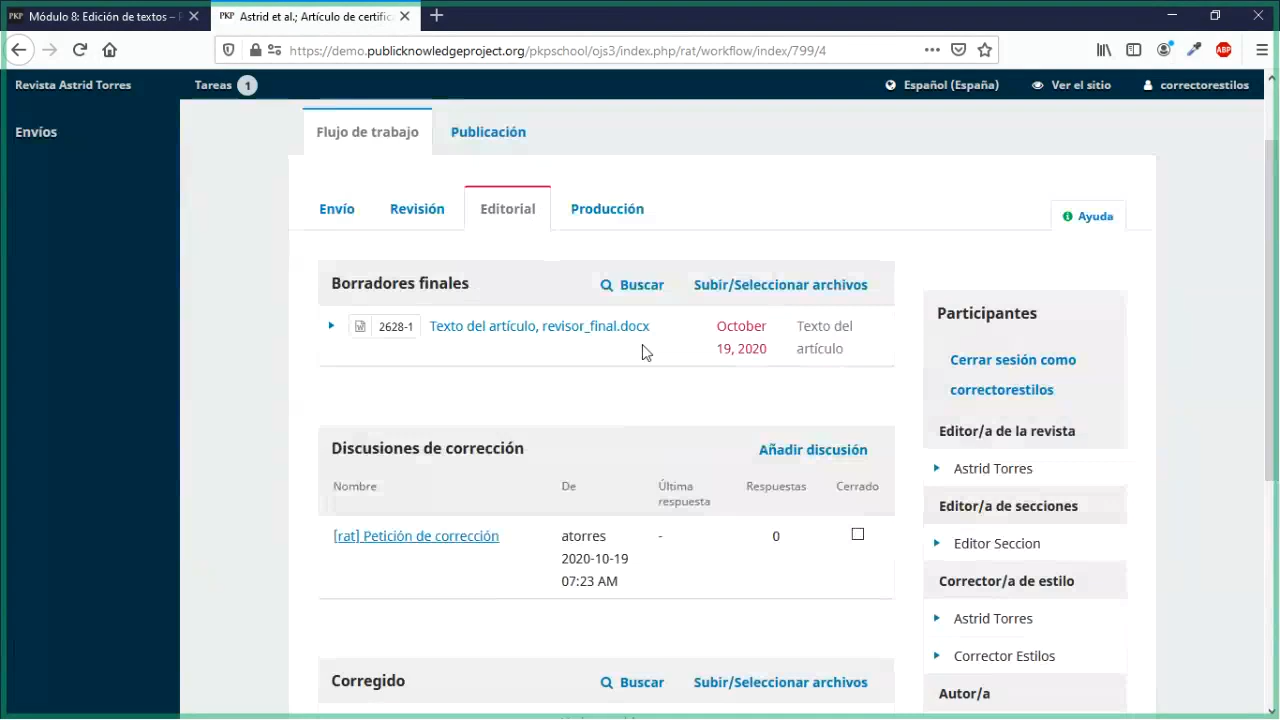 Módulo 8: Edición de textos –
Astrid et al.; Artículo de certific
https://demo.publicknowledgeproject.org/pkpschool/ojs3/index.php/rat/workflow/index/799/4
ABP
Revista Astrid Torres
Tareas 1
Español (España)
Ver el sitio
correctorestilos
Envíos
Flujo de trabajo
Publicación
Envío
Revisión
Editorial
Producción
Ayuda
Borradores finales
Buscar
Subir/Seleccionar archivos
2628-1
Texto del artículo, revisor_final.docx
October
19, 2020
Texto del
artículo
Discusiones de corrección
Añadir discusión
Nombre
De
Última
respuesta
Respuestas
Cerrado
[rat] Petición de corrección
atorres
2020-10-19
07:23 AM
-
0
Corregido
Buscar
Subir/Seleccionar archivos
Participantes
Cerrar sesión como
correctorestilos
Editor/a de la revista
Astrid Torres
Editor/a de secciones
Editor Seccion
Corrector/a de estilo
Astrid Torres
Corrector Estilos
Autor/a